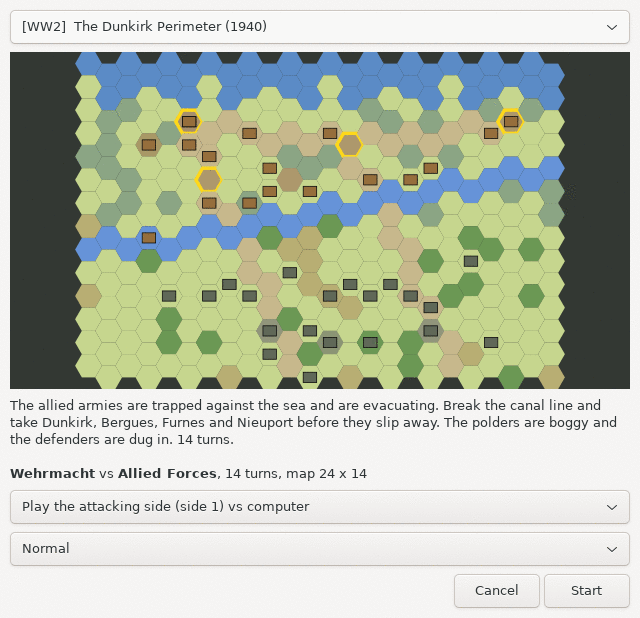 [WW2]  The Dunkirk Perimeter (1940)
The allied armies are trapped against the sea and are evacuating. Break the canal line and
take Dunkirk, Bergues, Furnes and Nieuport before they slip away. The polders are boggy and
the defenders are dug in. 14 turns.
Wehrmacht vs Allied Forces, 14 turns, map 24 x 14
Play the attacking side (side 1) vs computer
Normal
Cancel
Start